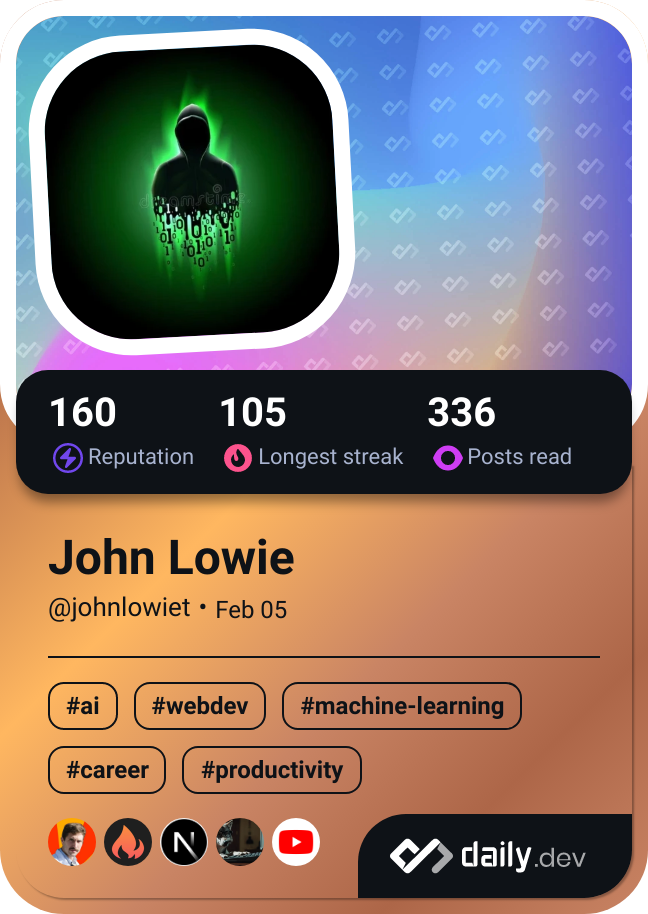 160 105 336
Reputation Longest streak Posts read
John Lowie
@johnlowiet • Feb 05
#ai #webdev #machine-learning
#career #productivity
N
daily.dev